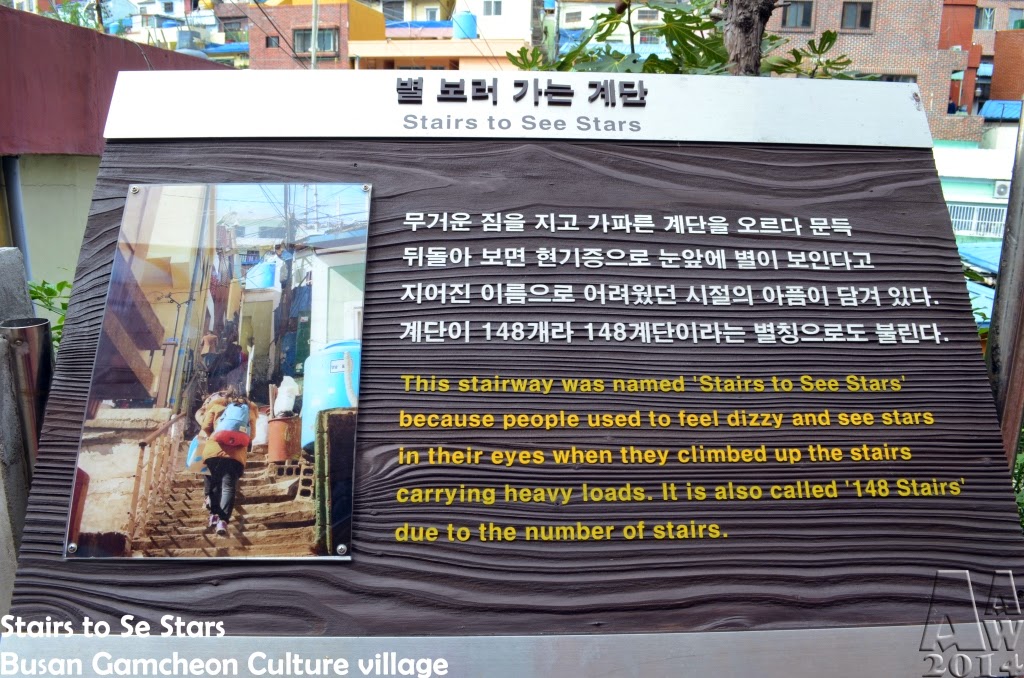 별 보러 가는 계단
Stairs to See Stars
무거운 짐을 지고 가파른 계단을 오르다 문득
뒤돌아 보면 현기증으로 눈앞에 별이 보인다고
지어진 이름으로 어려웠던 시절의 아픔이 담겨 있다.
계단이 148개라 148계단이라는 별칭으로도 불린다.
This stairway was named 'Stairs to See Stars'
because people used to feel dizzy and see stars
in their eyes when they climbed up the stairs
carrying heavy loads. It is also called '148 Stairs'
due to the number of stairs.
Stairs to Se Stars
Busan Gamcheon Culture village
2014